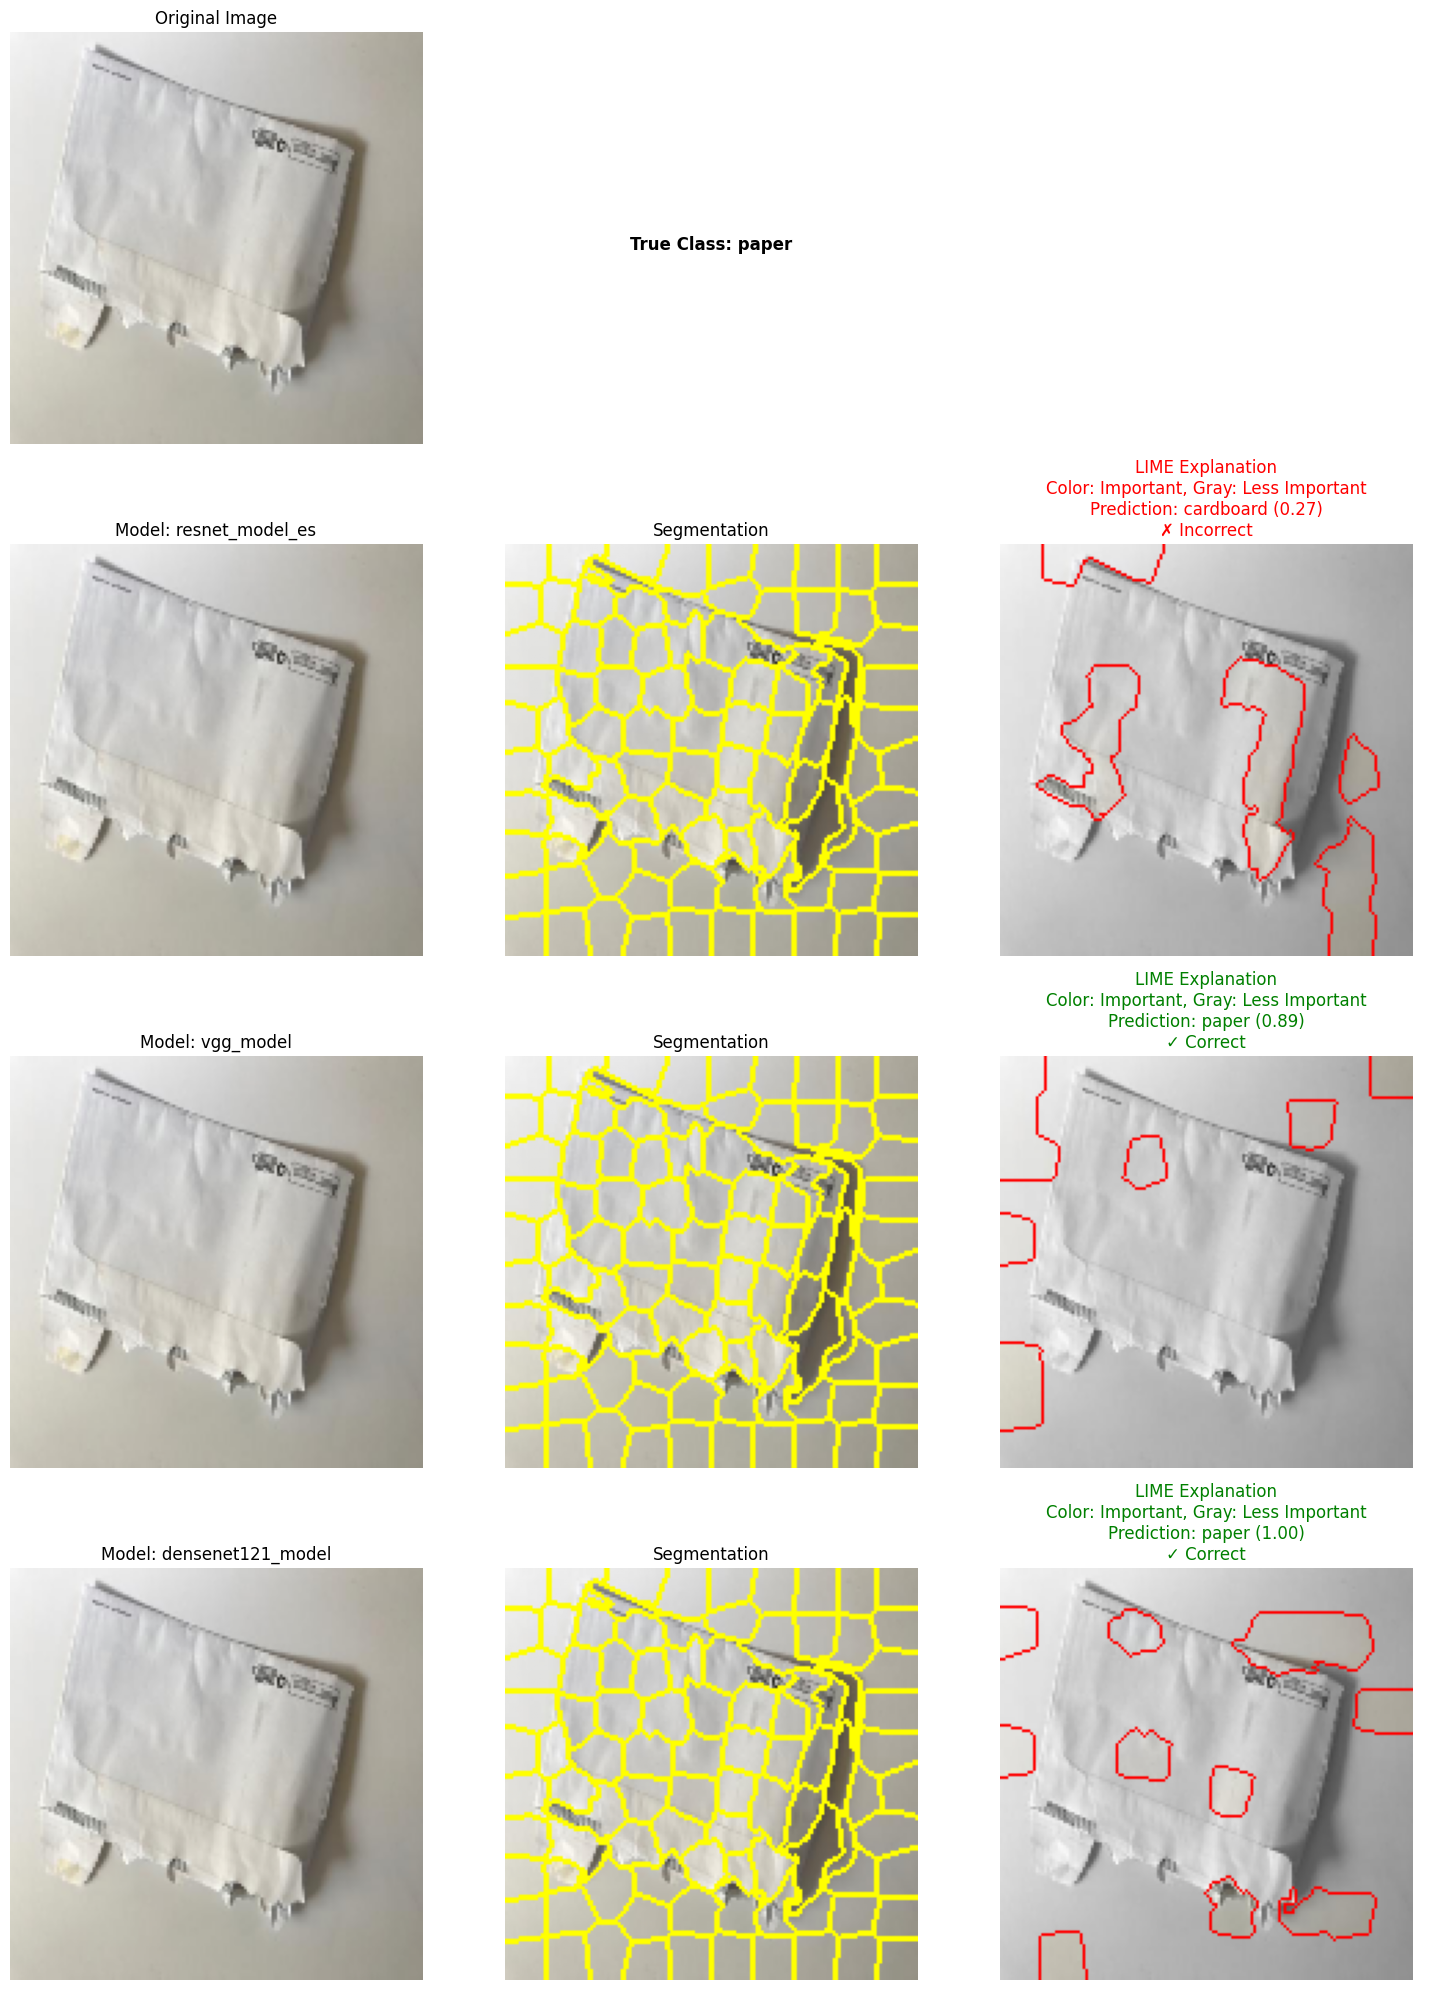 Original Image
True Class: paper
LIME Explanation
Color: Important, Gray: Less Important
Prediction: cardboard (0.27)
✗ Incorrect
Model: resnet_model_es
Segmentation
LIME Explanation
Color: Important, Gray: Less Important
Prediction: paper (0.89)
✓ Correct
Model: vgg_model
Segmentation
LIME Explanation
Color: Important, Gray: Less Important
Prediction: paper (1.00)
✓ Correct
Model: densenet121_model
Segmentation